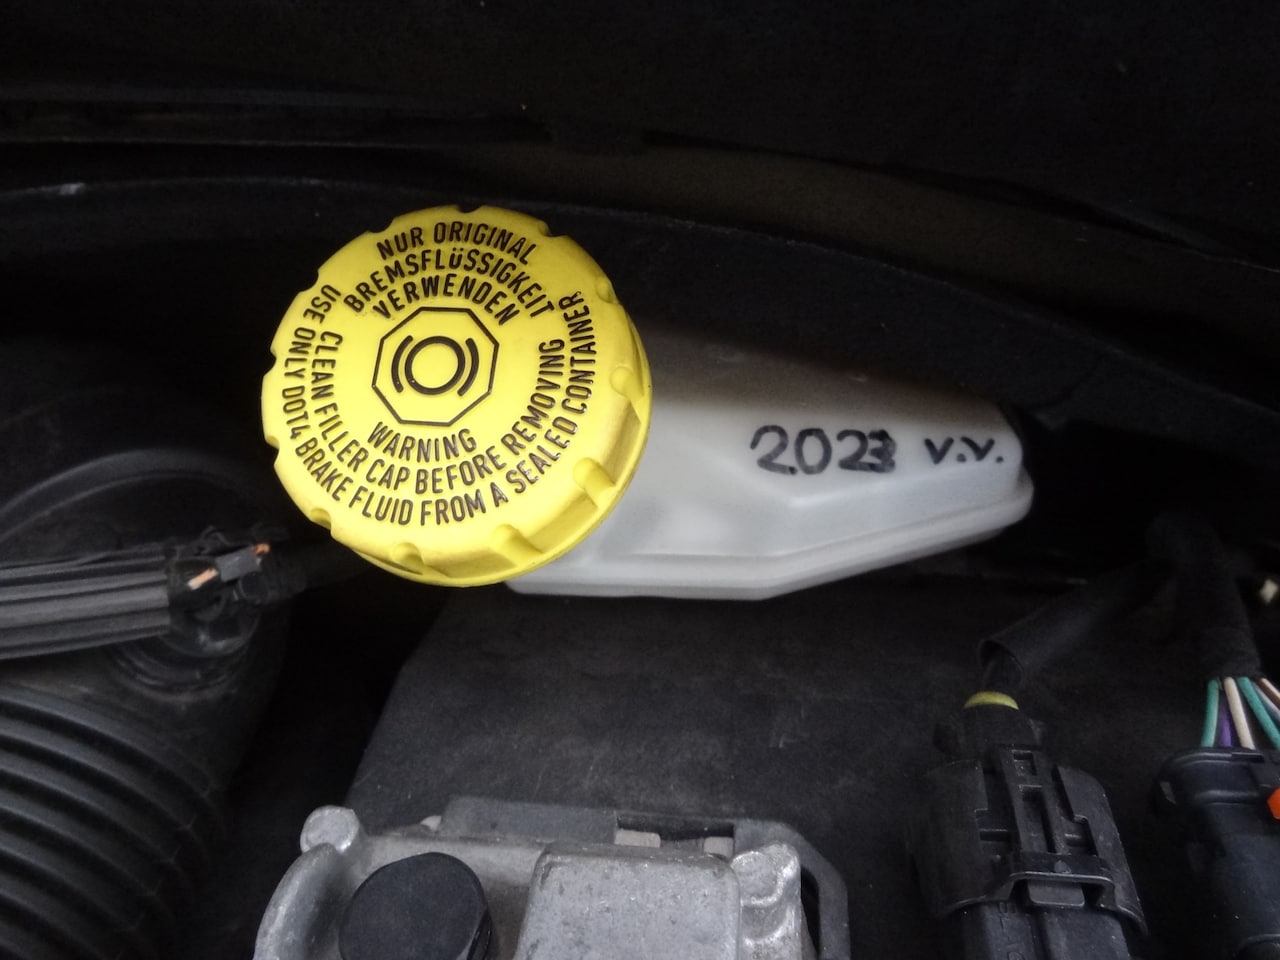 NUR ORIGINAL
BREMSFLüSSIGKEIT
VERWENDEN
WARNING
CLEAN FILLER CAP BEFORE REMOVING
USE ONLY DOT4 BRAKE FLUID FROM A SEALED CONTAINER
2023 V.V.